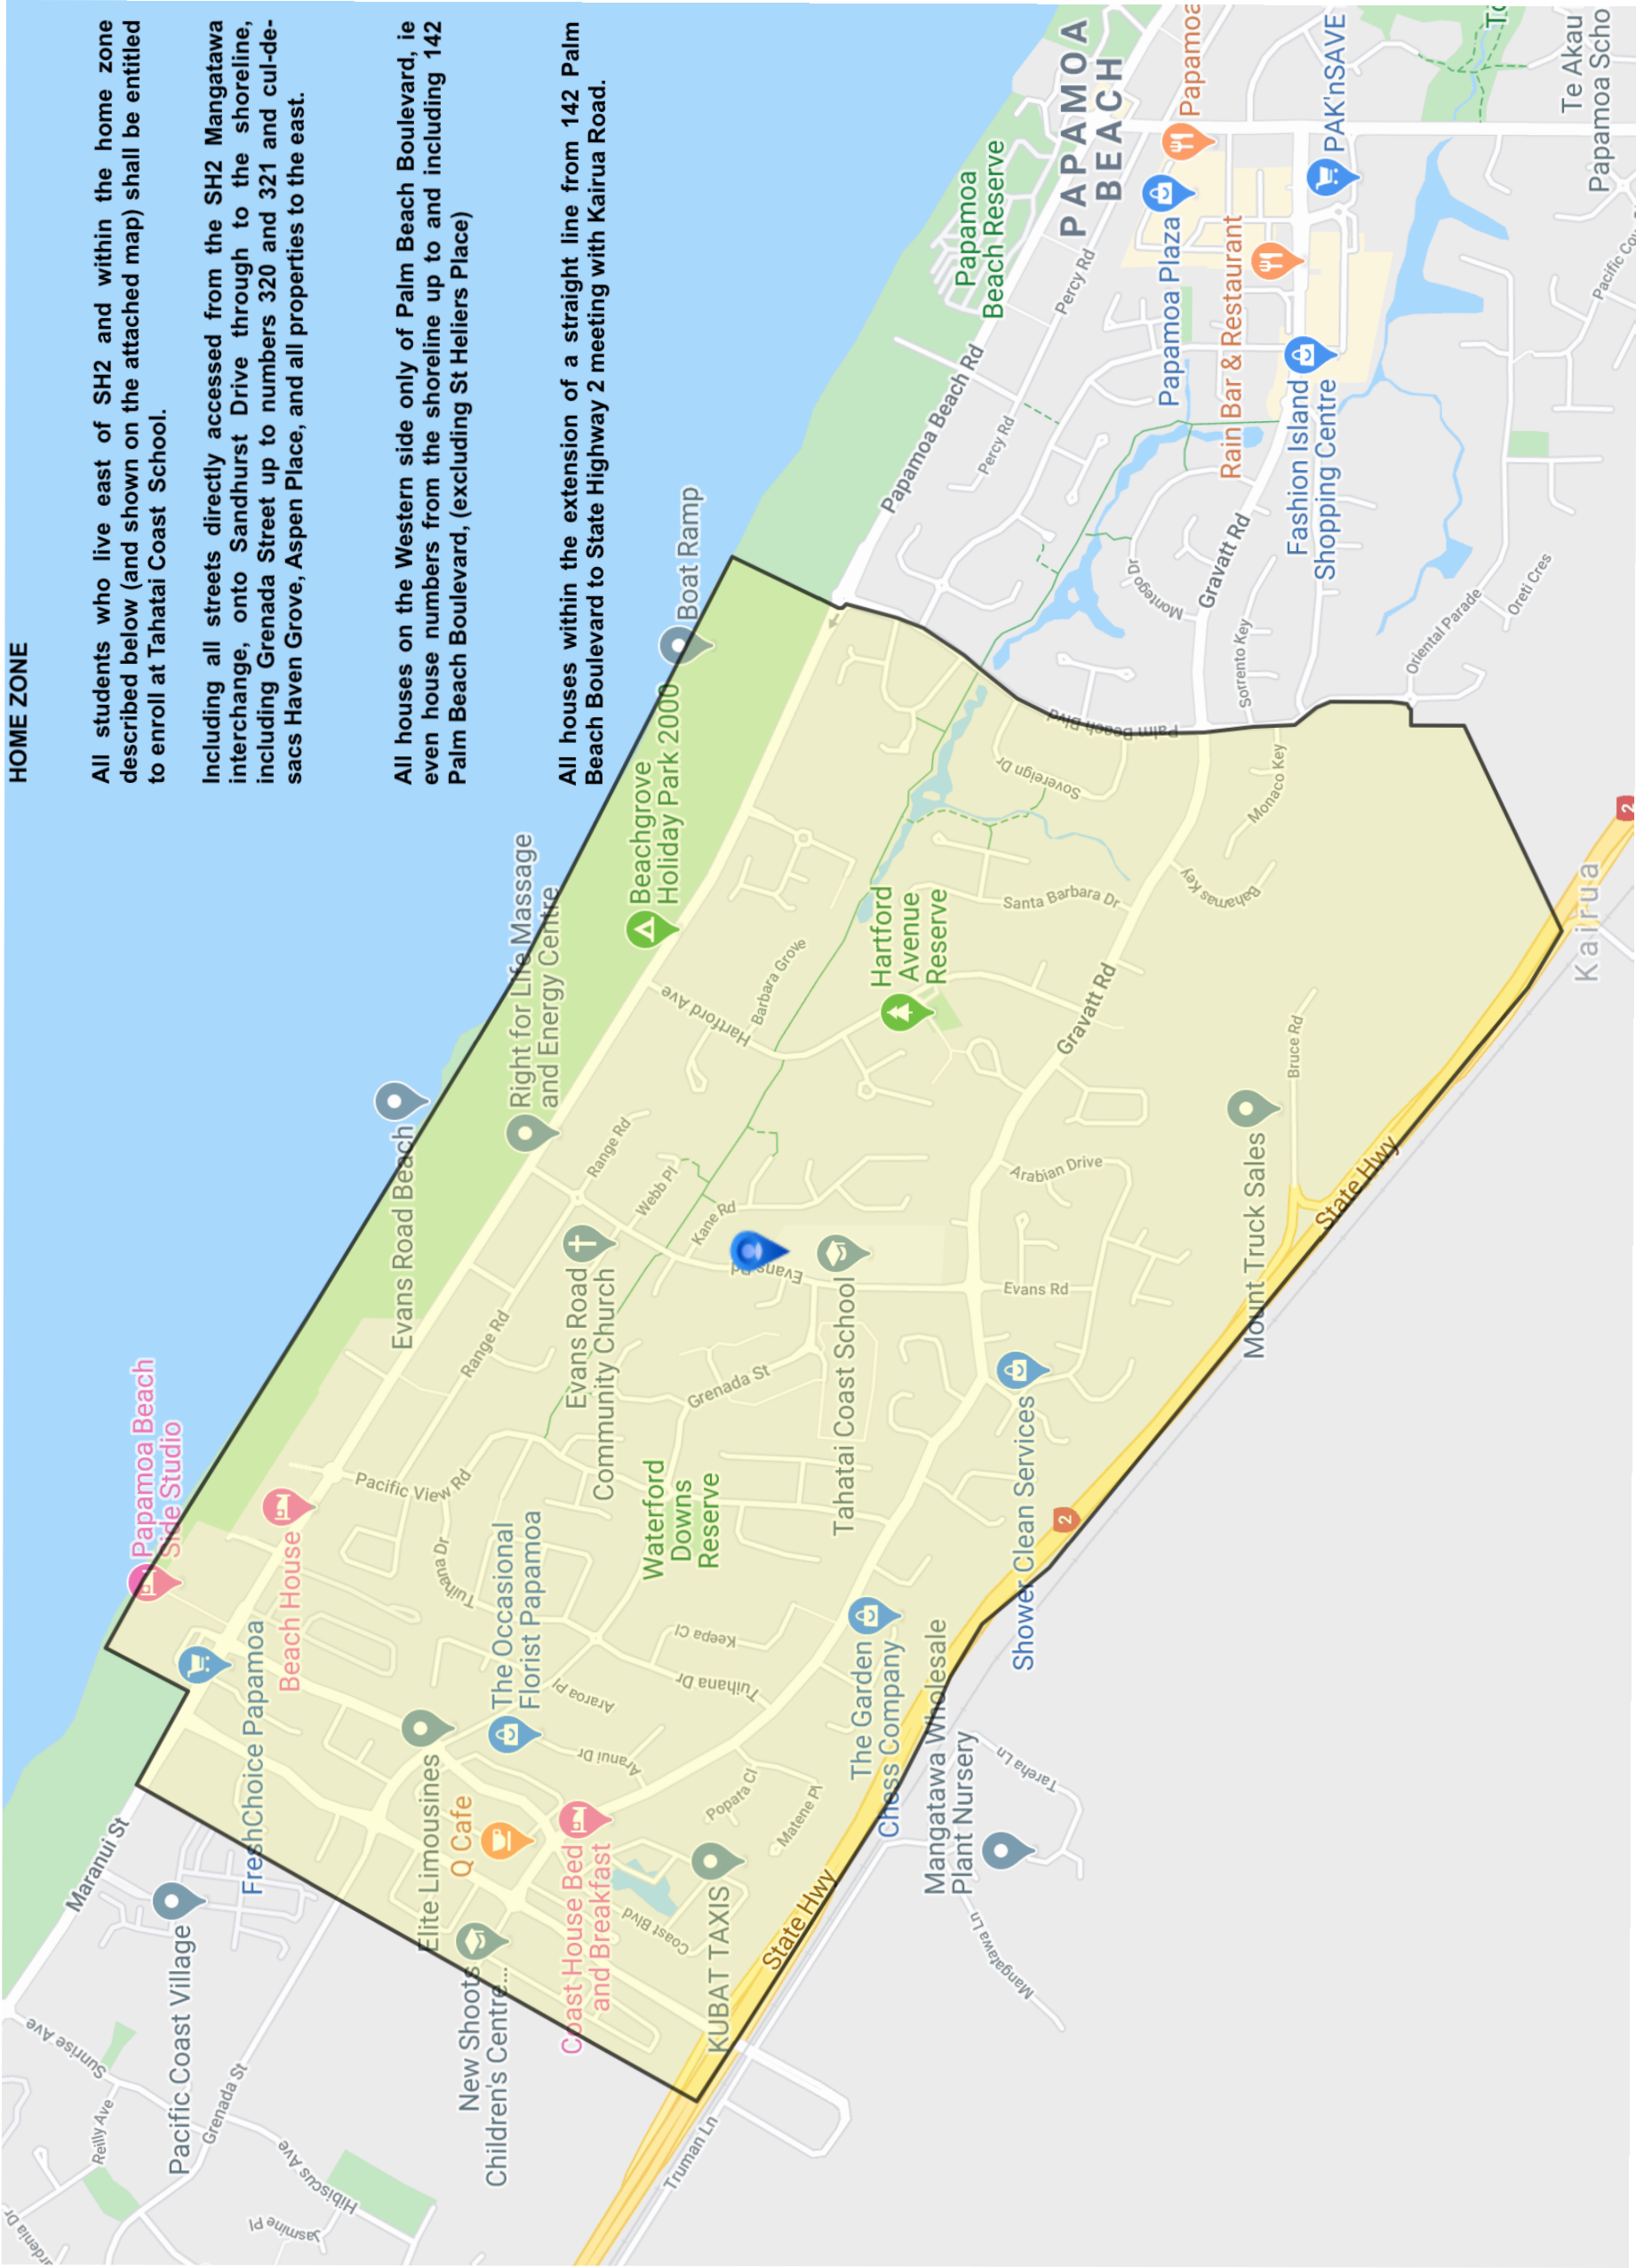 HOME ZONE
All students who live east of SH2 and within the home zone
described below (and shown on the attached map) shall be entitled
to enroll at Tahatai Coast School.
Including all streets directly accessed from the SH2 Mangatawa
interchange, onto Sandhurst Drive through to the shoreline,
including Grenada Street up to numbers 320 and 321 and cul-de-
sacs Haven Grove, Aspen Place, and all properties to the east.
All houses on the Western side only of Palm Beach Boulevard, ie
even house numbers from the shoreline up to and including 142
Palm Beach Boulevard, (excluding St Heliers Place)
All houses within the extension of a straight line from 142 Palm
Beach Boulevard to State Highway 2 meeting with Kairua Road.
Papamoa Beach
Side Studio
Evans Road Beach
Right for Life Massage
and Energy Centre
Beachgrove
Holiday Park 2000
Boat Ramp
Papamoa
Beach Reserve
PAPAMOA
BEACH
Papamoa
Maranui St
Sunrise Ave
Reilly Ave
Grenada St
Hibiscus Ave
Jasmine Pl
Pacific Coast Village
FreshChoice Papamoa
Beach House
Pacific View Rd
Range Rd
Range Rd
Webb Pl
Kane Rd
Evans Rd
Evans Road
Community Church
Hartford Ave
Barbara Grove
Papamoa Beach Rd
Percy Rd
Percy Rd
Papamoa Plaza
PAK'nSAVE
Rain Bar & Restaurant
Fashion Island
Shopping Centre
Te Akau
Papamoa Scho
Elite Limousines
Q Cafe
The Occasional
Florist Papamoa
Tuihana Dr
Araroa Pl
Aranui Dr
Tuihana Dr
Keepa Cl
Waterford
Downs
Reserve
Grenada St
Tahatai Coast School
Hartford
Avenue
Reserve
Santa Barbara Dr
Sovereign Dr
Palm Beach Blvd
Montego Dr
Gravatt Rd
Sorrento Key
Monaco Key
Bahamas Key
Oriental Parade
Oreti Cres
New Shoots
Children's Centre...
Coast House Bed
and Breakfast
Coast Blvd
KUBAT TAXIS
Popata Cl
Matene Pl
The Garden
Choss Company
Shower Clean Services
Evans Rd
Arabian Drive
Gravatt Rd
Bruce Rd
Mount Truck Sales
State Hwy
State Hwy
2
2
Kairua
Truman Ln
Mangatawa Wholesale
Plant Nursery
Tareha Ln
Mangatawa Ln